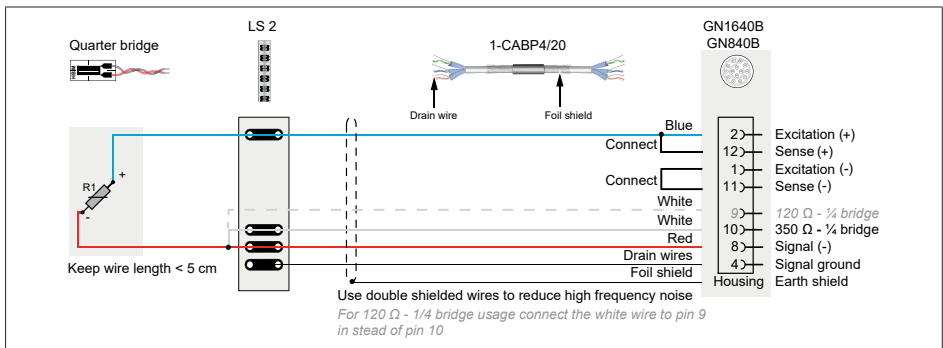 LS 2
GN1640B
GN840B
Quarter bridge
1-CABP4/20
HBM
Drain wire
Foil shield
Blue
2
Excitation (+)
Connect
12
Sense (+)
1
Excitation (-)
Connect
11
Sense (-)
R1
+
-
White
9
120 Ω - ¼ bridge
White
10
350 Ω - ¼ bridge
Red
8
Signal (-)
Drain wires
4
Signal ground
Keep wire length < 5 cm
Foil shield
Housing
Earth shield
Use double shielded wires to reduce high frequency noise
For 120 Ω - 1/4 bridge usage connect the white wire to pin 9
in stead of pin 10